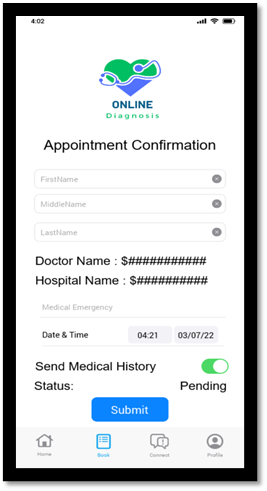 4:02
ONLINE
Diagnosis
Appointment Confirmation
FirstName
MiddleName
LastName
Doctor Name : $###########
Hospital Name : $##########
Medical Emergency
Date & Time 04:21 03/07/22
Send Medical History
Status: Pending
Submit
Home Book Connect Profile